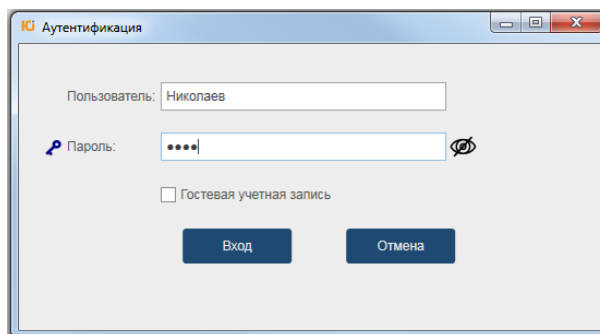 Аутентификация
Пользователь: Николаев
Пароль: ••••
Гостевая учетная запись
Вход Отмена